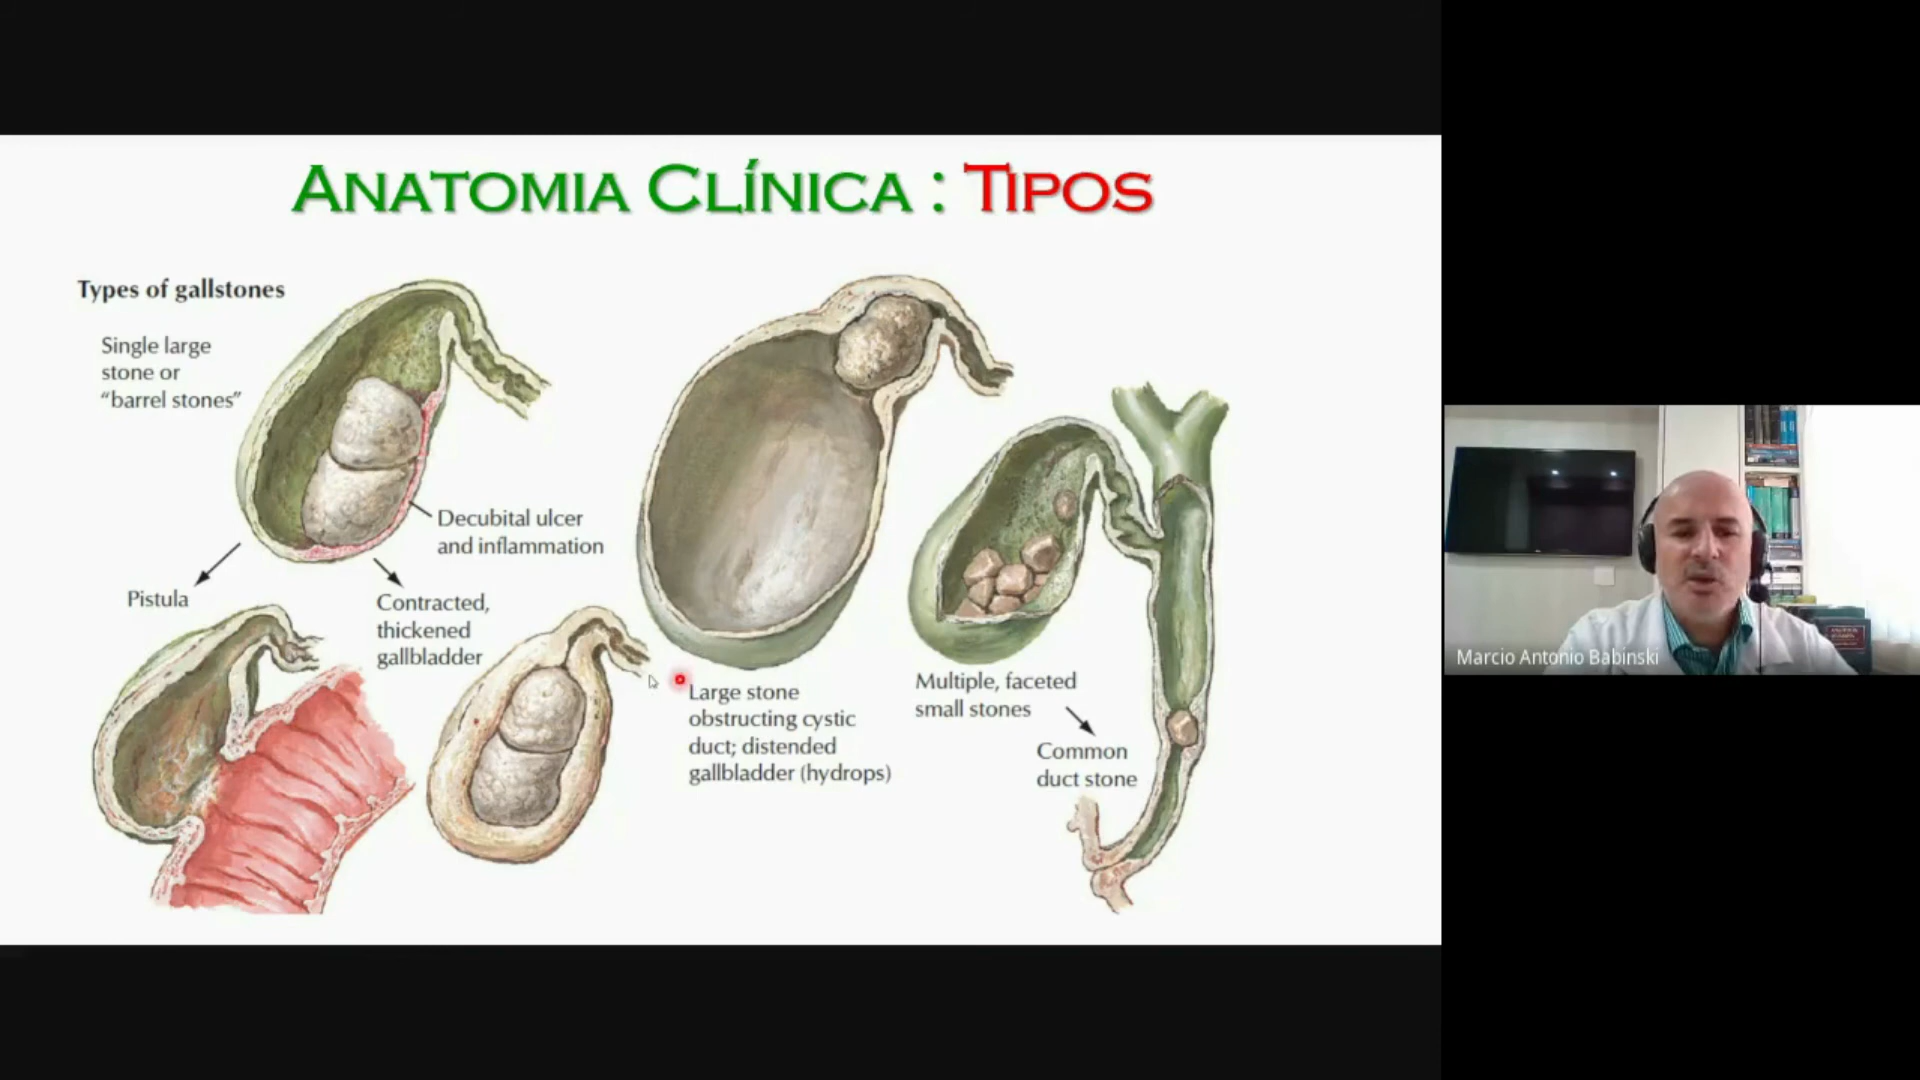 ANATOMIA CLÍNICA : TIPOS
Types of gallstones
Single large
stone or
“barrel stones”
Decubital ulcer
and inflammation
Pistula
Contracted,
thickened
gallbladder
Large stone
obstructing cystic
duct; distended
gallbladder (hydrops)
Multiple, faceted
small stones
Common
duct stone
Marcio Antonio Babinski